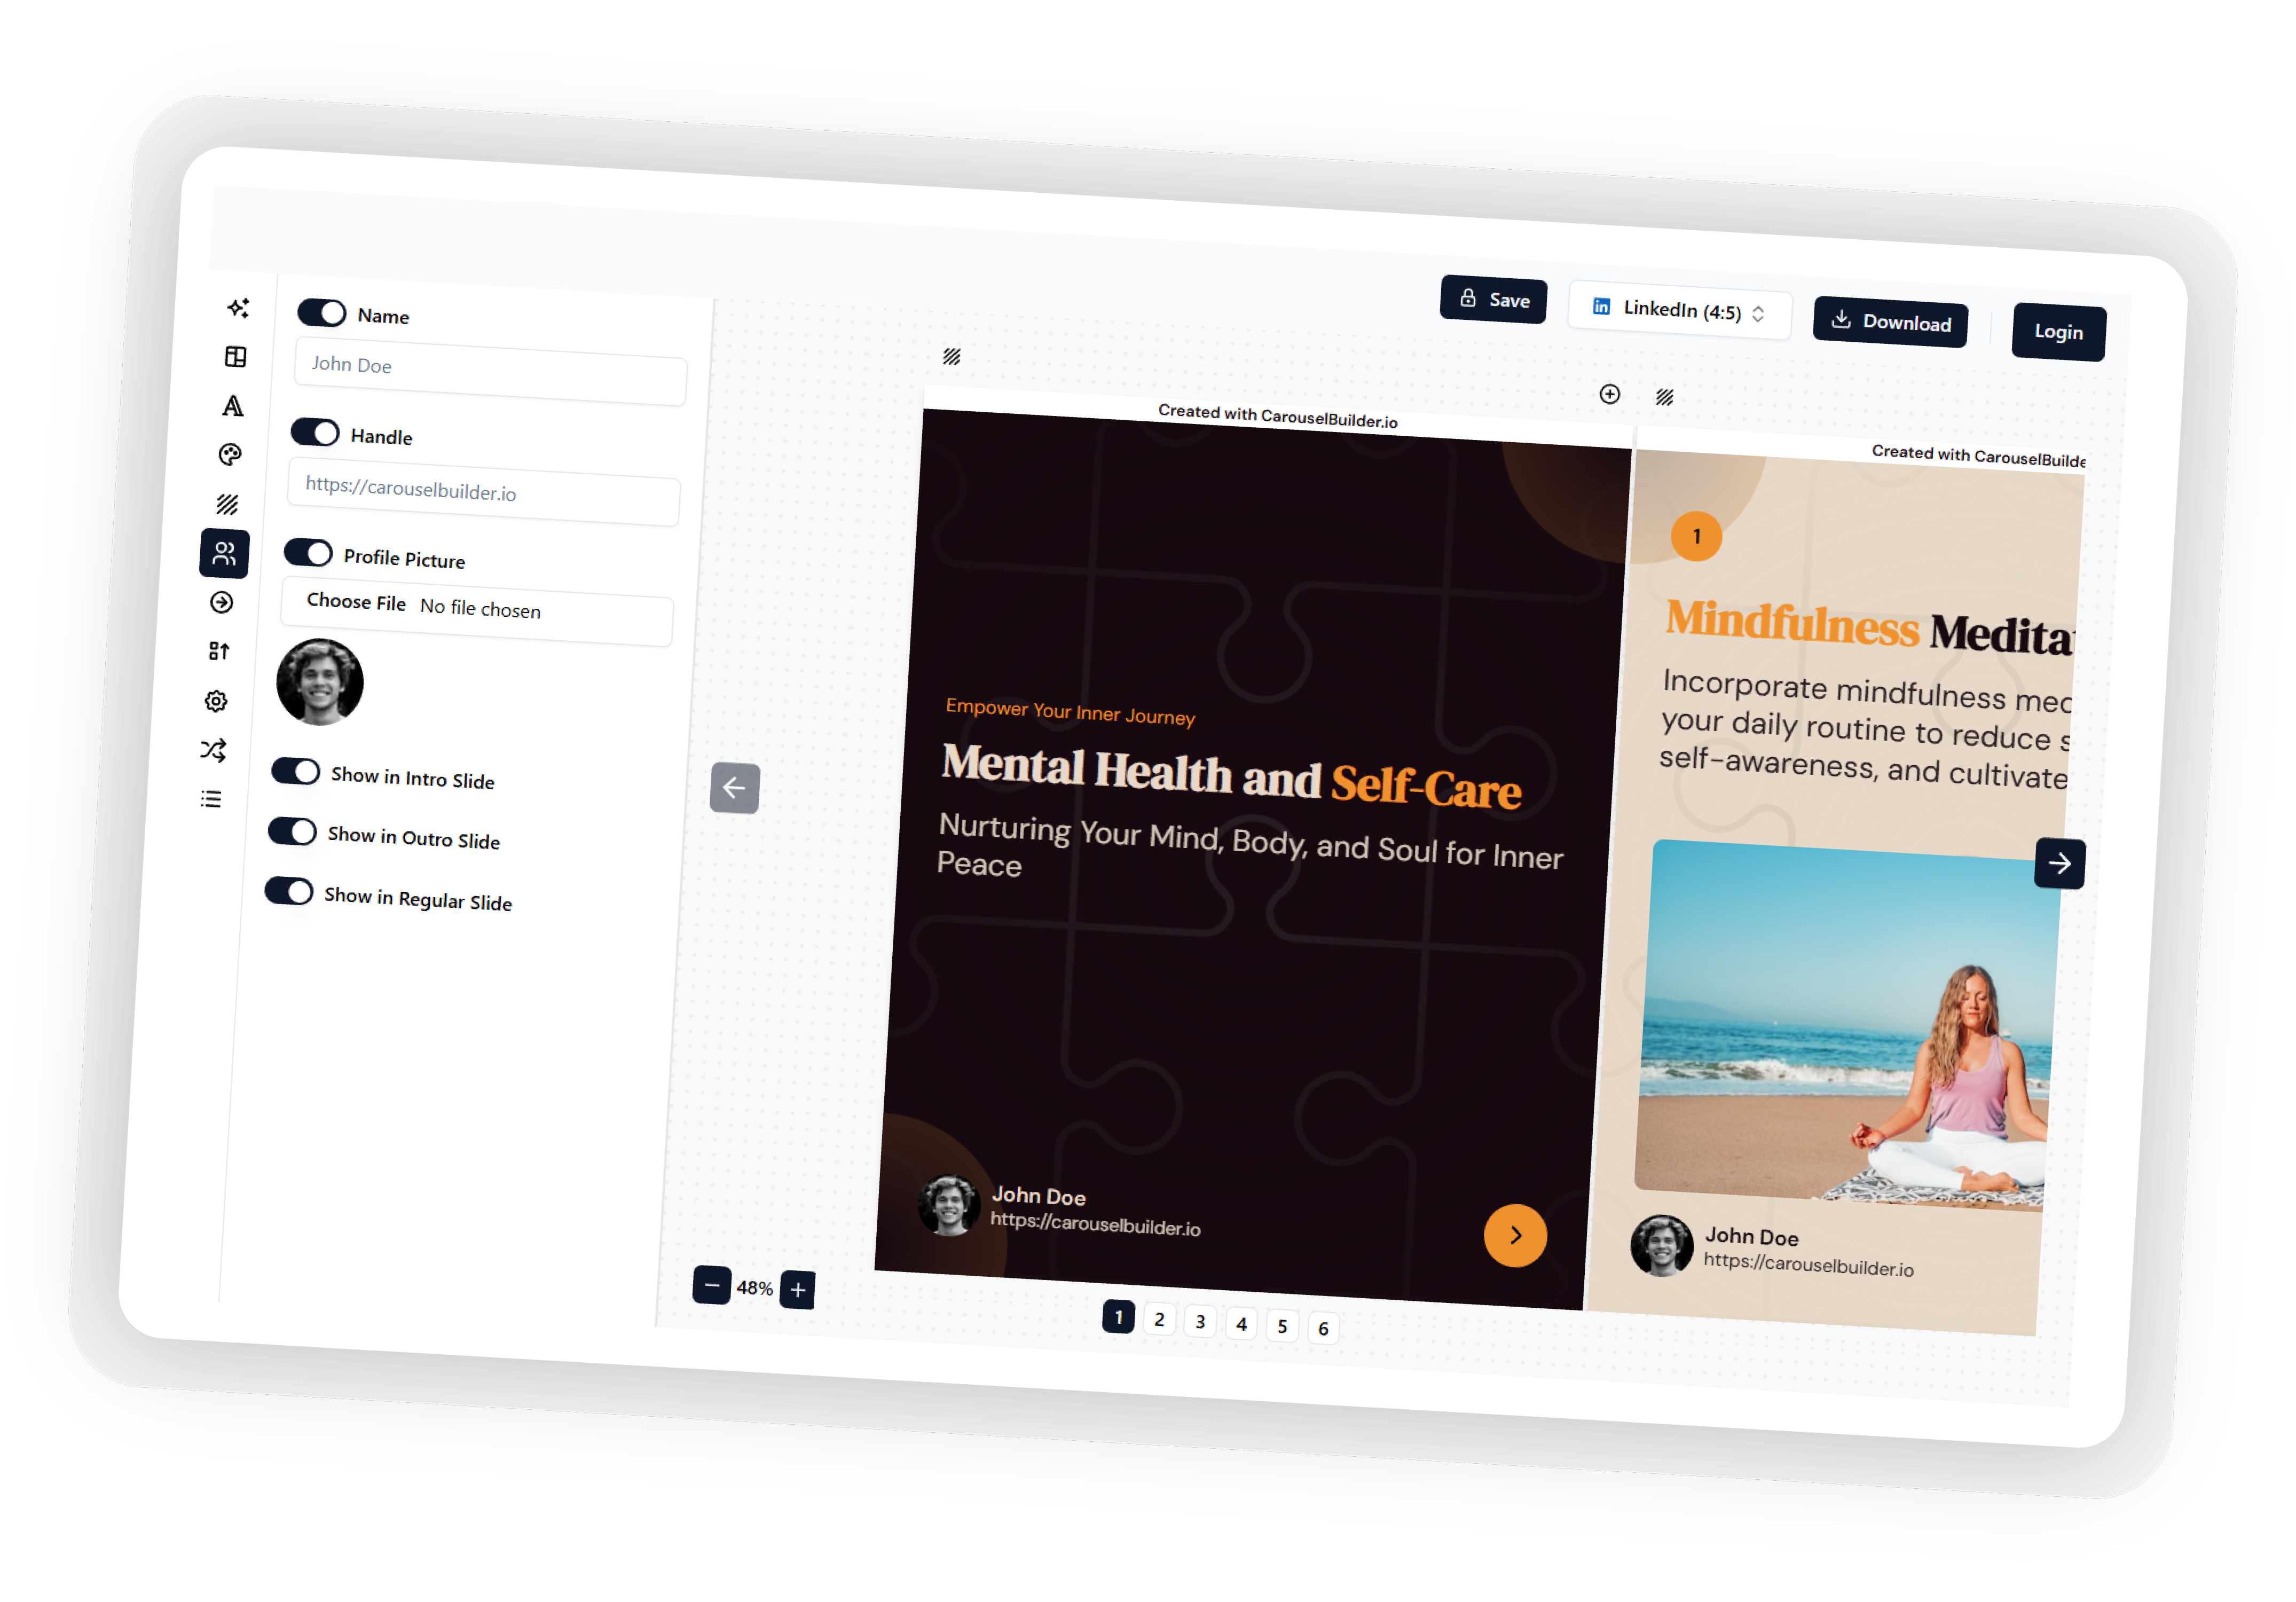 Save
LinkedIn (4:5)
Download
Login
Name
John Doe
Handle
https://carouselbuilder.io
Profile Picture
Choose File No file chosen
Show in Intro Slide
Show in Outro Slide
Show in Regular Slide
Created with CarouselBuilder.io
Empower Your Inner Journey
Mental Health and Self-Care
Nurturing Your Mind, Body, and Soul for Inner
Peace
John Doe
https://carouselbuilder.io
Created with CarouselBuilde
1
Mindfulness Medita
Incorporate mindfulness med
your daily routine to reduce s
self-awareness, and cultivate
John Doe
https://carouselbuilder.io
48%
1 2 3 4 5 6